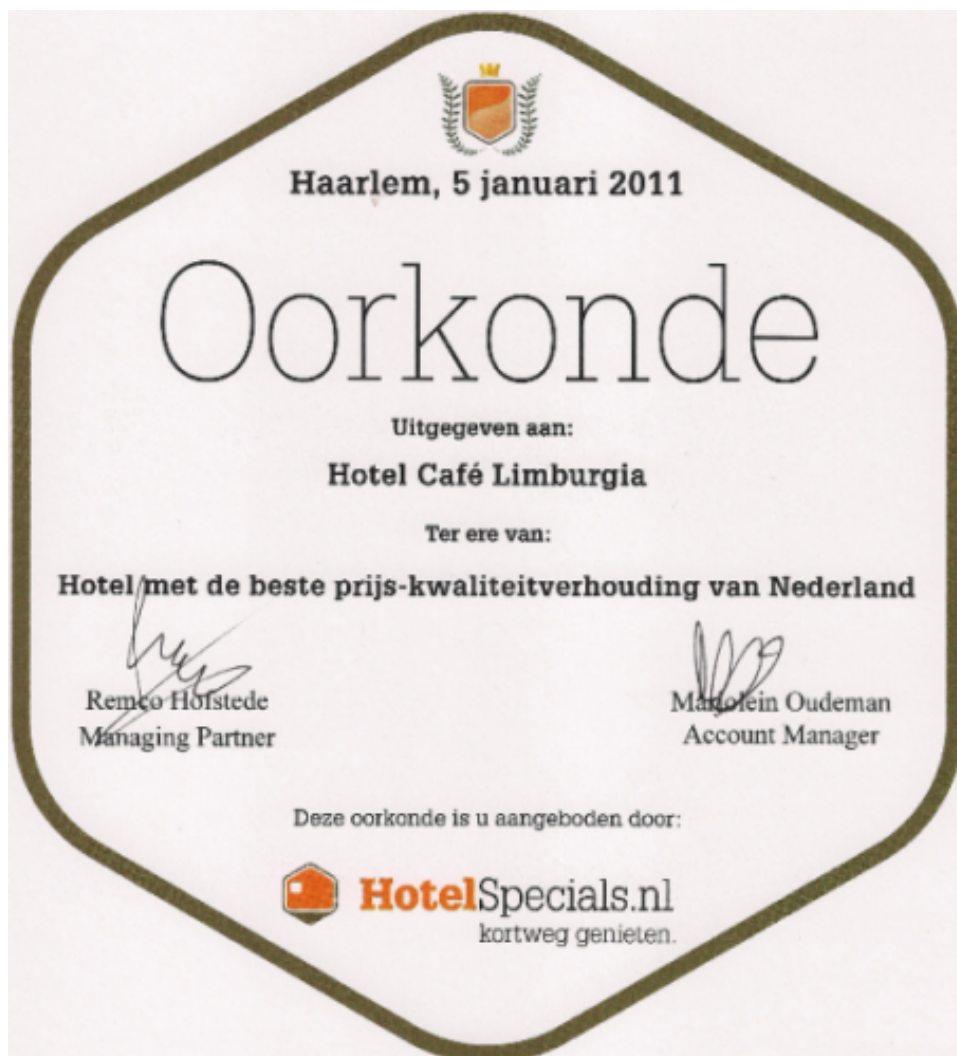 Haarlem, 5 januari 2011
Oorkonde
Uitgegeven aan:
Hotel Café Limburgia
Ter ere van:
Hotel met de beste prijs-kwaliteitverhouding van Nederland
Remco Hofstede
Marjolein Oudeman
Managing Partner
Account Manager
Deze oorkonde is u aangeboden door:
HotelSpecials.nl
kortweg genieten.